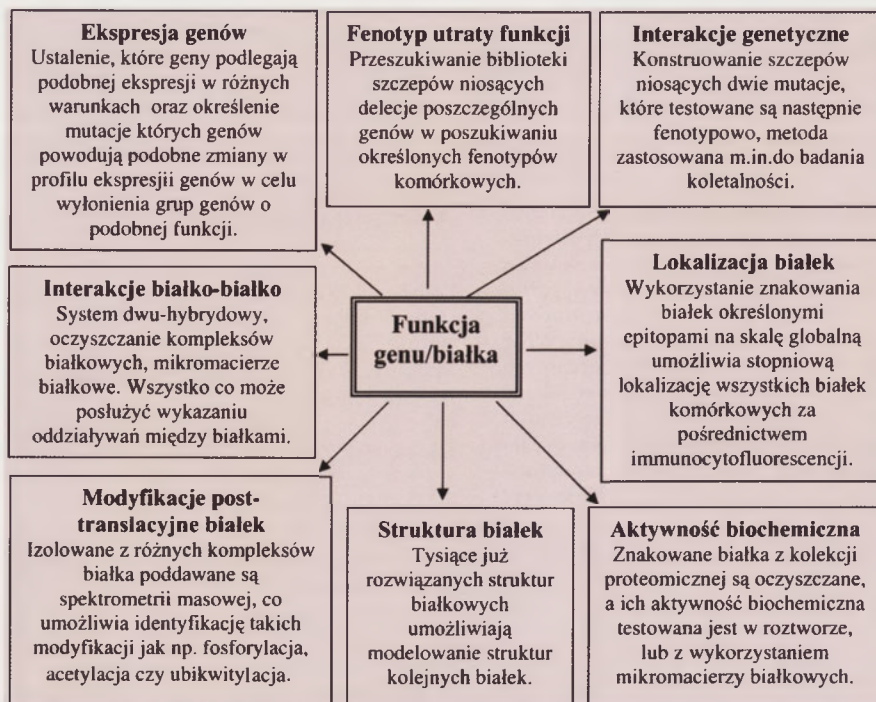 Ekspresja genów
Ustalenie, które geny podlegają
podobnej ekspresji w różnych
warunkach oraz określenie
mutacje których genów
powodują podobne zmiany w
profilu ekspresjii genów w celu
wyłonienia grup genów o
podobnej funkcji.
Fenotyp utraty funkcji
Przeszukiwanie biblioteki
szczepów niosących
delecje poszczególnych
genów w poszukiwaniu
określonych fenotypów
komórkowych.
Interakcje genetyczne
Konstruowanie szczepów
niosących dwie mutacje,
które testowane są następnie
fenotypowo, metoda
zastosowana m.in.do badania
koletalności.
Interakcje białko-białko
System dwu-hybrydowy,
oczyszczanie kompleksów
białkowych, mikromacierze
białkowe. Wszystko co może
posłużyć wykazaniu
oddziaływań między białkami.
Funkcja
genu/białka
Lokalizacja białek
Wykorzystanie znakowania
białek określonymi
epitopami na skalę globalną
umożliwia stopniową
lokalizację wszystkich białek
komórkowych za
pośrednictwem
immunocytofluorescencji.
Modyfikacje post-
translacyjne białek
Izolowane z różnych kompleksów
białka poddawane są
spektrometrii masowej, co
umożliwia identyfikację takich
modyfikacji jak np. fosforylacja,
acetylacja czy ubikwitylacja.
Struktura białek
Tysiące już
rozwiązanych struktur
białkowych
umożliwiają
modelowanie struktur
kolejnych białek.
Aktywność biochemiczna
Znakowane białka z kolekcji
proteomicznej są oczyszczane,
a ich aktywność biochemiczna
testowana jest w roztworze,
lub z wykorzystaniem
mikromacierzy białkowych.